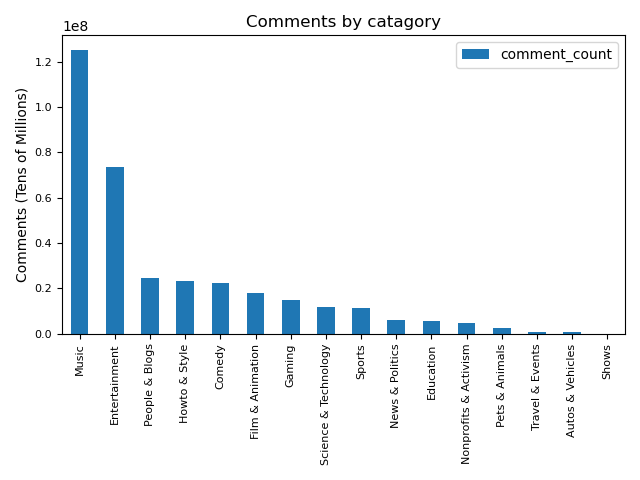 Comments by catagory
1e8
comment_count
Comments (Tens of Millions)
1.2
1.0
0.8
0.6
0.4
0.2
0.0
Music
Entertainment
People & Blogs
Howto & Style
Comedy
Film & Animation
Gaming
Science & Technology
Sports
News & Politics
Education
Nonprofits & Activism
Pets & Animals
Travel & Events
Autos & Vehicles
Shows